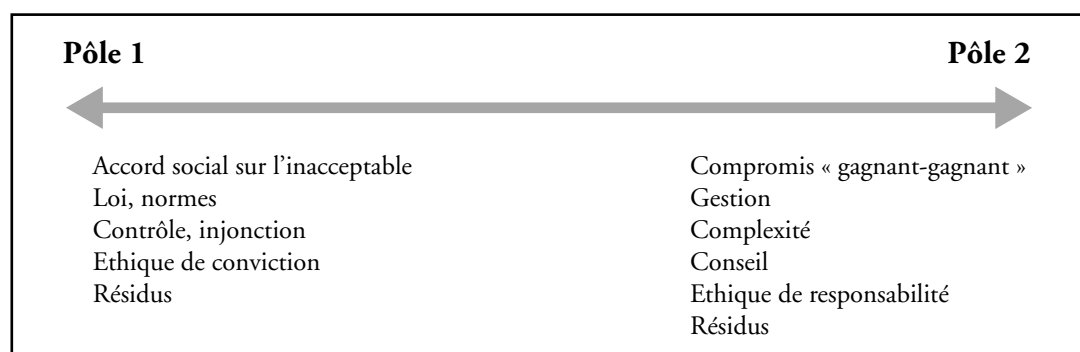 Pôle 1
Pôle 2
Accord social sur l’inacceptable
Loi, normes
Contrôle, injonction
Ethique de conviction
Résidus
Compromis « gagnant-gagnant »
Gestion
Complexité
Conseil
Ethique de responsabilité
Résidus